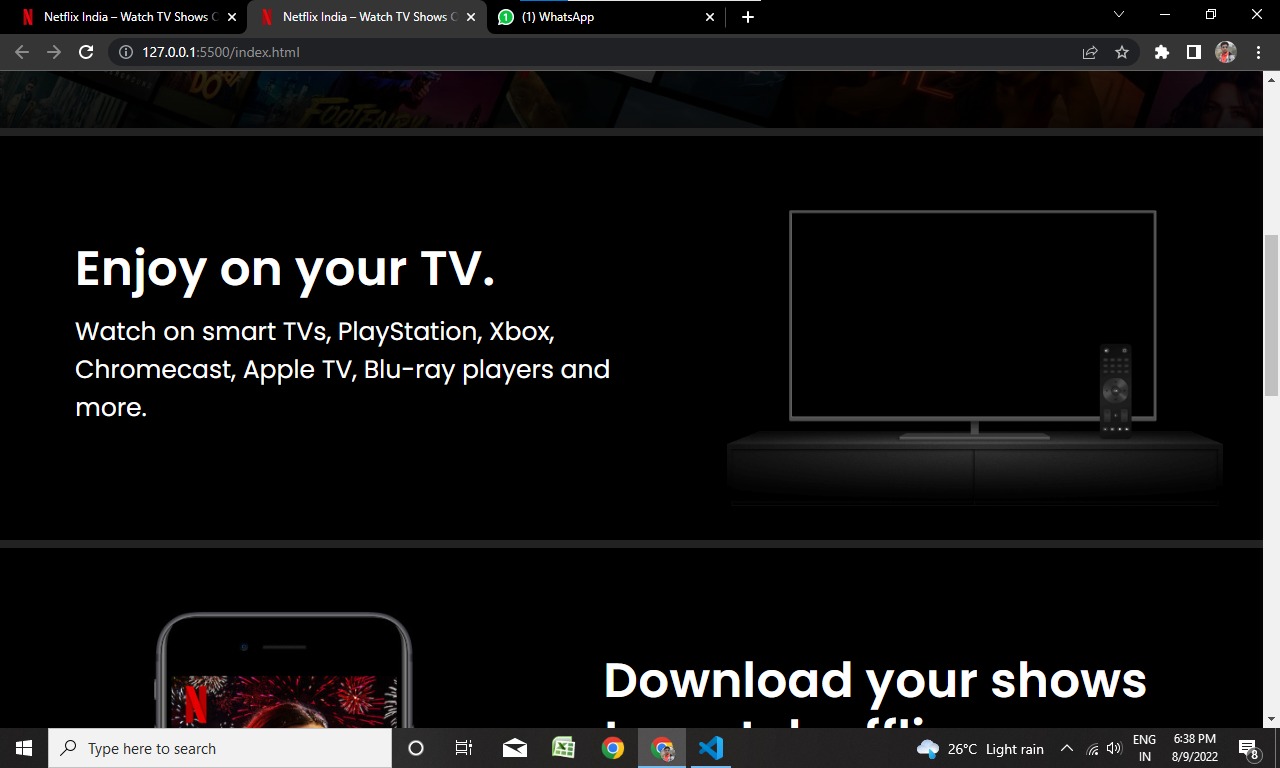 Netflix India – Watch TV Shows
Netflix India – Watch TV Shows
1
(1) WhatsApp
127.0.0.1:5500/index.html
FOOTFAIRY
Enjoy on your TV.
Watch on smart TVs, PlayStation, Xbox,
Chromecast, Apple TV, Blu-ray players and
more.
N
Download your shows
Type here to search
26°C Light rain
ENG
IN
6:38 PM
8/9/2022
8